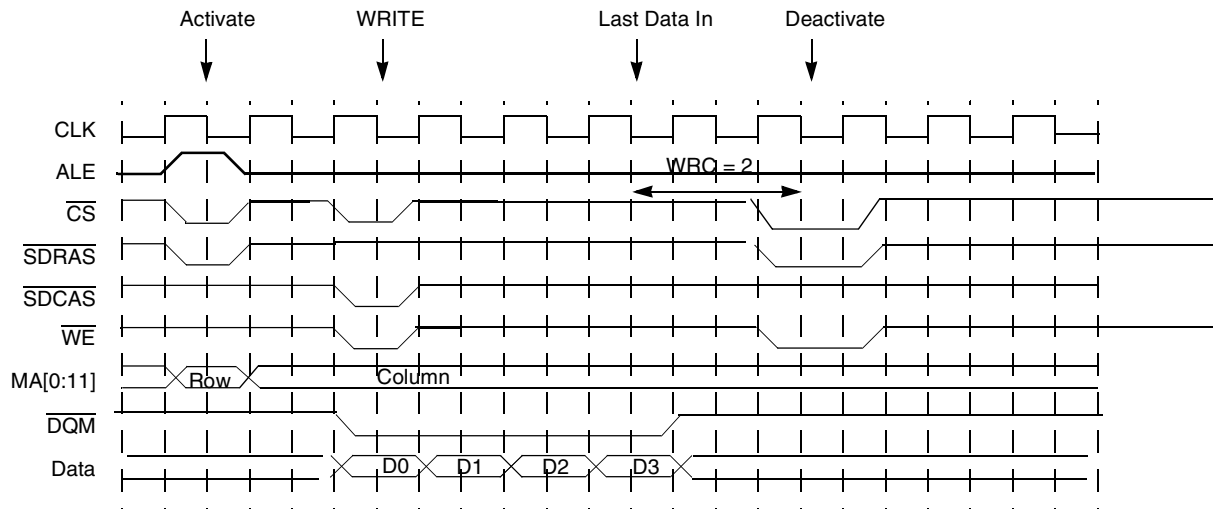 Activate WRITE Last Data In Deactivate
CLK
ALE
WRC = 2
CS
SDRAS
SDCAS
WE
MA[0:11] Row Column
DQM
Data D0 D1 D2 D3